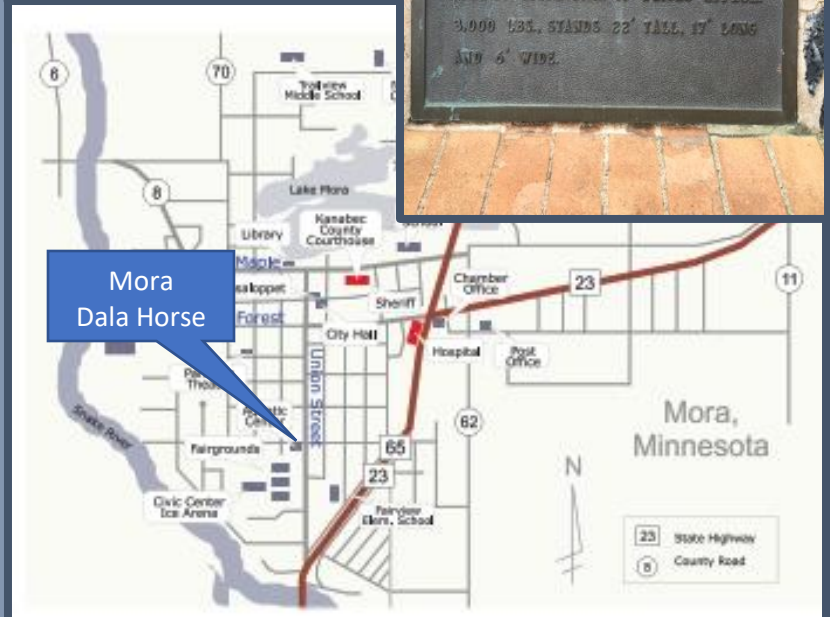 3,000 LBS., STANDS 22' TALL, 17' LONG
AND 6' WIDE.
6
70
Trailview
Middle School
8
Lake Mora
Kanabec
County
Courthouse
Library
Maple
Mora
Dala Horse
Forest
Sheriff
City Hall
Chamber
Office
23
11
Hospital
Post
Office
Union Street
62
Snake River
Fairgrounds
65
23
Mora,
Minnesota
Civic Center
Ice Arena
Fairview
Elem. School
N
23 State Highway
8 County Road